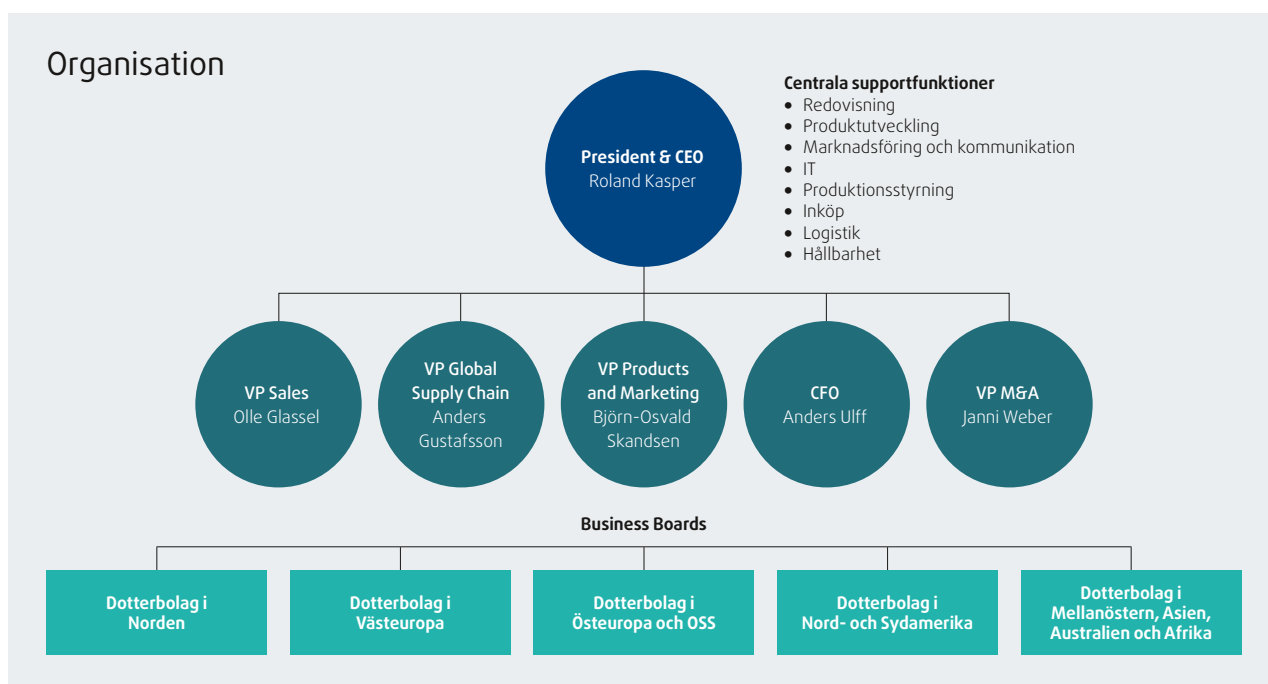 Organisation
President & CEO
Roland Kasper
Centrala supportfunktioner
• Redovisning
• Produktutveckling
• Marknadsföring och kommunikation
• IT
• Produktionsstyrning
• Inköp
• Logistik
• Hållbarhet
VP Sales
Olle Glassel
VP Global
Supply Chain
Anders
Gustafsson
VP Products
and Marketing
Björn-Osvald
Skandsen
CFO
Anders Ulff
VP M&A
Janni Weber
Business Boards
Dotterbolag i
Norden
Dotterbolag i
Västeuropa
Dotterbolag i
Östeuropa och OSS
Dotterbolag i
Nord- och Sydamerika
Dotterbolag i
Mellanöstern, Asien,
Australien och Afrika